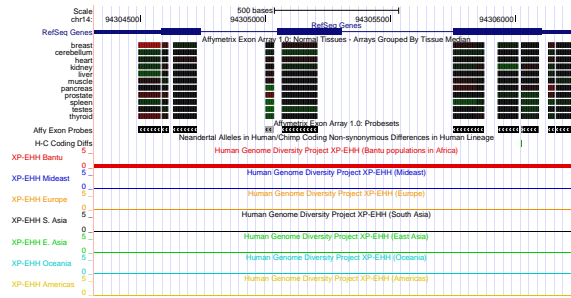 Scale 500 bases
chr14: 94304500 94305000 94305500 94306000
RefSeq Genes
RefSeq Genes
Affymetrix Exon Array 1.0: Normal Tissues - Arrays Grouped By Tissue Median
breast
cerebellum
heart
kidney
liver
muscle
pancreas
prostate
spleen
testes
thyroid
Affymetrix Exon Array 1.0: Probesets
Affy Exon Probes
Neandertal Alleles in Human/Chimp Coding Non-synonymous Differences in Human Lineage
H-C Coding Diffs
Human Genome Diversity Project XP-EHH (Bantu populations in Africa)
5 _
XP-EHH Bantu
0 _
Human Genome Diversity Project XP-EHH (Mideast)
5 _
XP-EHH Mideast
0 _
Human Genome Diversity Project XP-EHH (Europe)
5 _
XP-EHH Europe
0 _
Human Genome Diversity Project XP-EHH (South Asia)
5 _
XP-EHH S. Asia
0 _
Human Genome Diversity Project XP-EHH (East Asia)
5 _
XP-EHH E. Asia
0 _
Human Genome Diversity Project XP-EHH (Oceania)
5 _
XP-EHH Oceania
0 _
Human Genome Diversity Project XP-EHH (Americas)
5 _
XP-EHH Americas
0 _